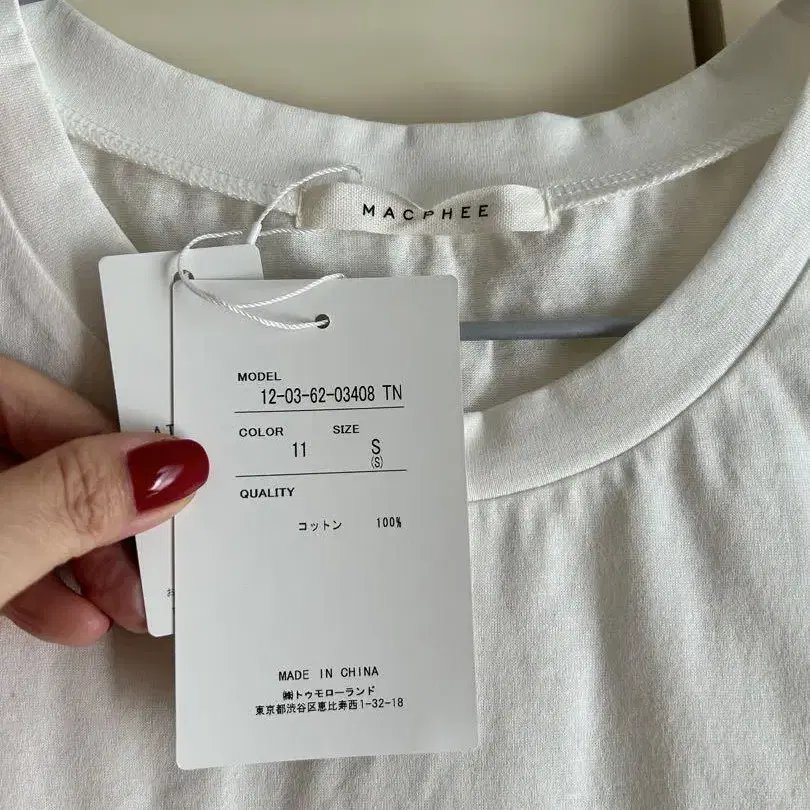 MACPHEE
MODEL
12-03-62-03408 TN
COLOR SIZE
11 S
(S)
QUALITY
コットン 100%
MADE IN CHINA
㈱トゥモローランド
東京都渋谷区恵比寿西1-32-18